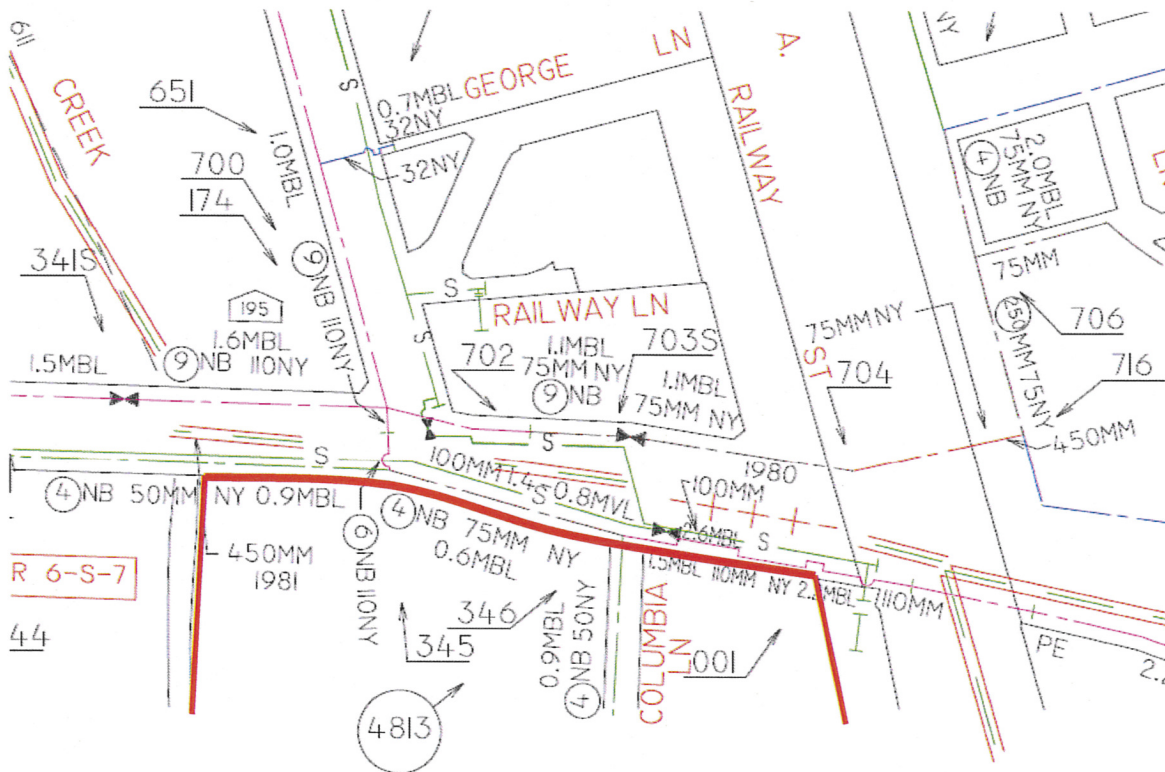 611
CREEK
651
1.0MBL
700
174
341S
195
1.6MBL
9 NB 110NY
1.5MBL
9 NB 110NY
S
0.7MBL
32NY
32NY
GEORGE LN
A.
RAILWAY ST
NY
2.0MBL
75MM NY
4 NB
75MM
250MM 75NY
706
716
450MM
75MM NY
704
S
RAILWAY LN
S
702
1.1MBL
75MM NY
9 NB
703S
1.1MBL
75MM NY
S
1980
S
100MM
S
0.8MVL
100MM
2.6MBL
S
4 NB 50MM NY 0.9MBL
4 NB 75MM NY
0.6MBL
6 NB 110NY
450MM
1981
R 6-S-7
44
345
346
4813
0.9MBL
4 NB 50NY
COLUMBIA LN
1.5MBL 110MM NY
110MM
001
PE